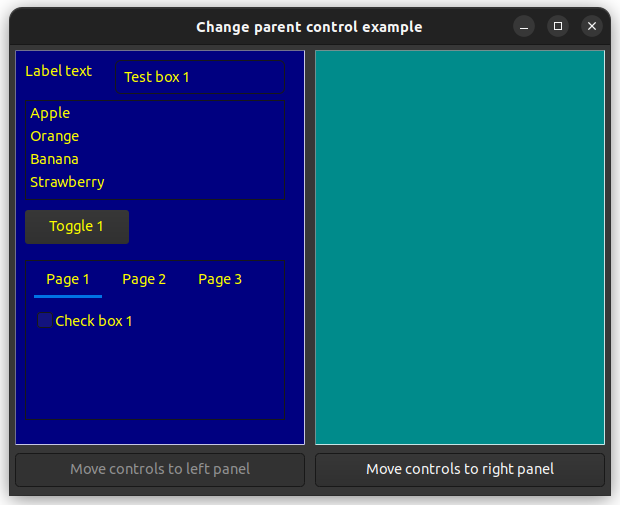 Change parent control example
Label text
Test box 1
Apple
Orange
Banana
Strawberry
Toggle 1
Page 1 Page 2 Page 3
Check box 1
Move controls to left panel
Move controls to right panel